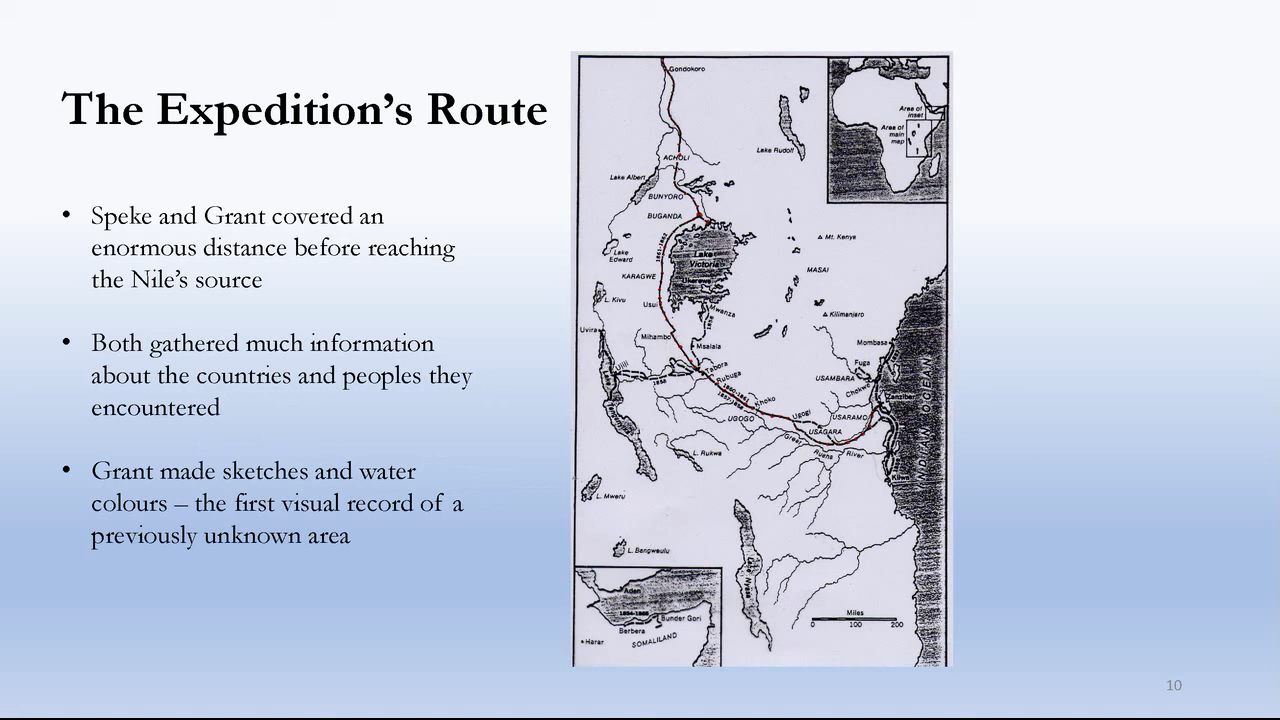 The Expedition’s Route
• Speke and Grant covered an
enormous distance before reaching
the Nile’s source
• Both gathered much information
about the countries and peoples they
encountered
• Grant made sketches and water
colours – the first visual record of a
previously unknown area
Gondokoro
Area of
inset
Area of
main
map
Lake Rudolf
ACHOLI
Lake Albert
BUNYORO
BUGANDA
Mt. Kenya
Lake
Edward
Lake
Victoria
Ukerewe
MASAI
KARAGWE
L. Kivu
Usui
Mwanza
Kilimanjaro
Uvira
Mihambo
Msalala
Mombasa
Ujiji
Tabora
Fuga
Rubuga
USAMBARA
1858
Chokwe
Khoko
Zanzibar
UGOGO
Ugogi
USARAMO
USAGARA
Great
Ruaha
River
L. Rukwa
Kilwa
INDIAN OCEAN
L. Mweru
L. Bangweulu
Lake Nyasa
Aden
1854-1855
Bunder Gori
Berbera
Harar
SOMALILAND
Miles
0 100 200
10